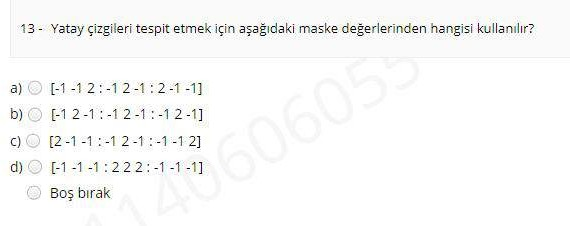 13 - Yatay çizgileri tespit etmek için aşağıdaki maske değerlerinden hangisi kullanılır?
a) [-1 -1 2 : -1 2 -1 : 2 -1 -1]
b) [-1 2 -1 : -1 2 -1 : -1 2 -1]
c) [2 -1 -1 : -1 2 -1 : -1 -1 2]
d) [-1 -1 -1 : 2 2 2 : -1 -1 -1]
Boş bırak
1140606055